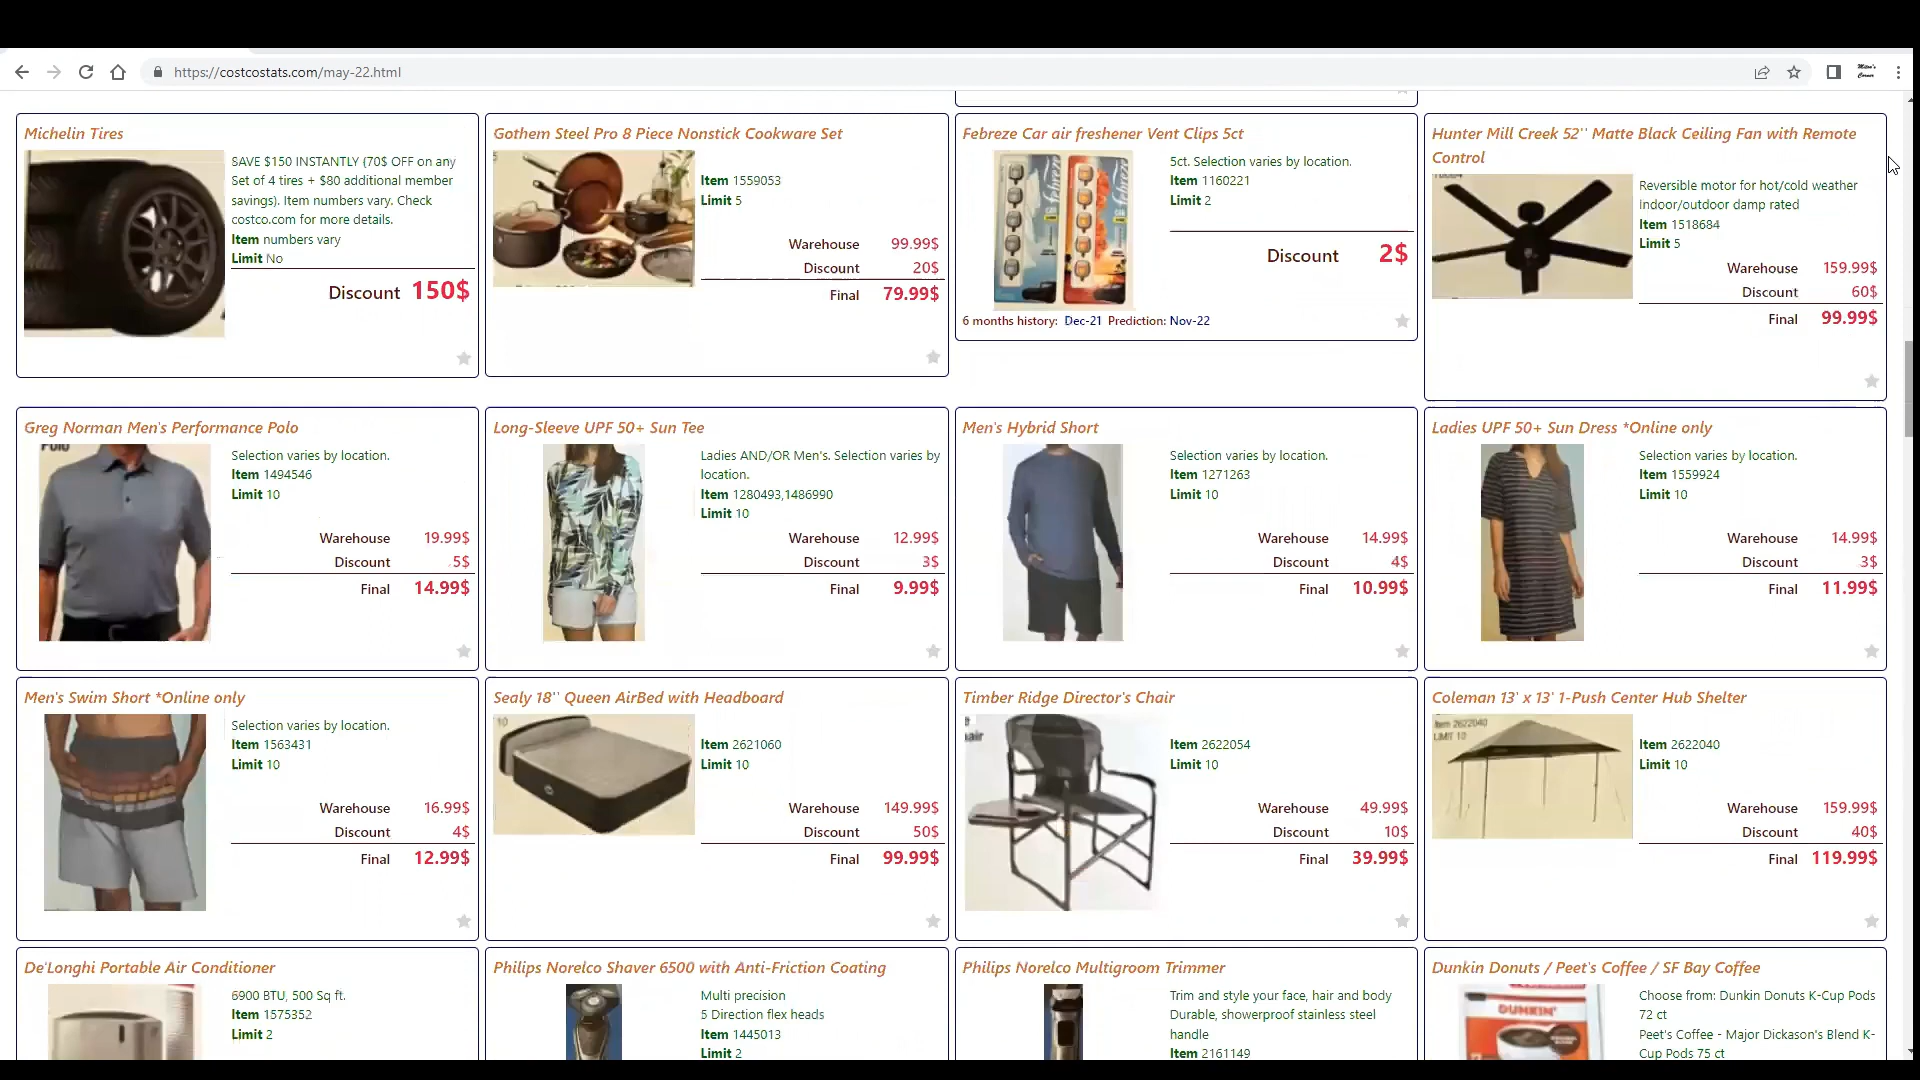 https://costcostats.com/may-22.html
Michelin Tires
SAVE $150 INSTANTLY (70$ OFF on any
Set of 4 tires + $80 additional member
savings). Item numbers vary. Check
costco.com for more details.
Item numbers vary
Limit No
Discount 150$
Gothem Steel Pro 8 Piece Nonstick Cookware Set
Item 1559053
Limit 5
Warehouse 99.99$
Discount 20$
Final 79.99$
Febreze Car air freshener Vent Clips 5ct
5ct. Selection varies by location.
Item 1160221
Limit 2
Discount 2$
6 months history: Dec-21 Prediction: Nov-22
Hunter Mill Creek 52'' Matte Black Ceiling Fan with Remote
Control
Reversible motor for hot/cold weather
Indoor/outdoor damp rated
Item 1518684
Limit 5
Warehouse 159.99$
Discount 60$
Final 99.99$
Greg Norman Men's Performance Polo
Selection varies by location.
Item 1494546
Limit 10
Warehouse 19.99$
Discount 5$
Final 14.99$
Long-Sleeve UPF 50+ Sun Tee
Ladies AND/OR Men's. Selection varies by
location.
Item 1280493,1486990
Limit 10
Warehouse 12.99$
Discount 3$
Final 9.99$
Men's Hybrid Short
Selection varies by location.
Item 1271263
Limit 10
Warehouse 14.99$
Discount 4$
Final 10.99$
Ladies UPF 50+ Sun Dress *Online only
Selection varies by location.
Item 1559924
Limit 10
Warehouse 14.99$
Discount 3$
Final 11.99$
Men's Swim Short *Online only
Selection varies by location.
Item 1563431
Limit 10
Warehouse 16.99$
Discount 4$
Final 12.99$
Sealy 18'' Queen AirBed with Headboard
Item 2621060
Limit 10
Warehouse 149.99$
Discount 50$
Final 99.99$
Timber Ridge Director's Chair
Item 2622054
Limit 10
Warehouse 49.99$
Discount 10$
Final 39.99$
Coleman 13' x 13' 1-Push Center Hub Shelter
Item 2622040
LIMIT 10
Item 2622040
Limit 10
Warehouse 159.99$
Discount 40$
Final 119.99$
De'Longhi Portable Air Conditioner
6900 BTU, 500 Sq ft.
Item 1575352
Limit 2
Philips Norelco Shaver 6500 with Anti-Friction Coating
Multi precision
5 Direction flex heads
Item 1445013
Limit 2
Philips Norelco Multigroom Trimmer
Trim and style your face, hair and body
Durable, showerproof stainless steel
handle
Item 2161149
Dunkin Donuts / Peet's Coffee / SF Bay Coffee
DUNKIN'
Choose from: Dunkin Donuts K-Cup Pods
72 ct
Peet's Coffee - Major Dickason's Blend K-
Cup Pods 75 ct